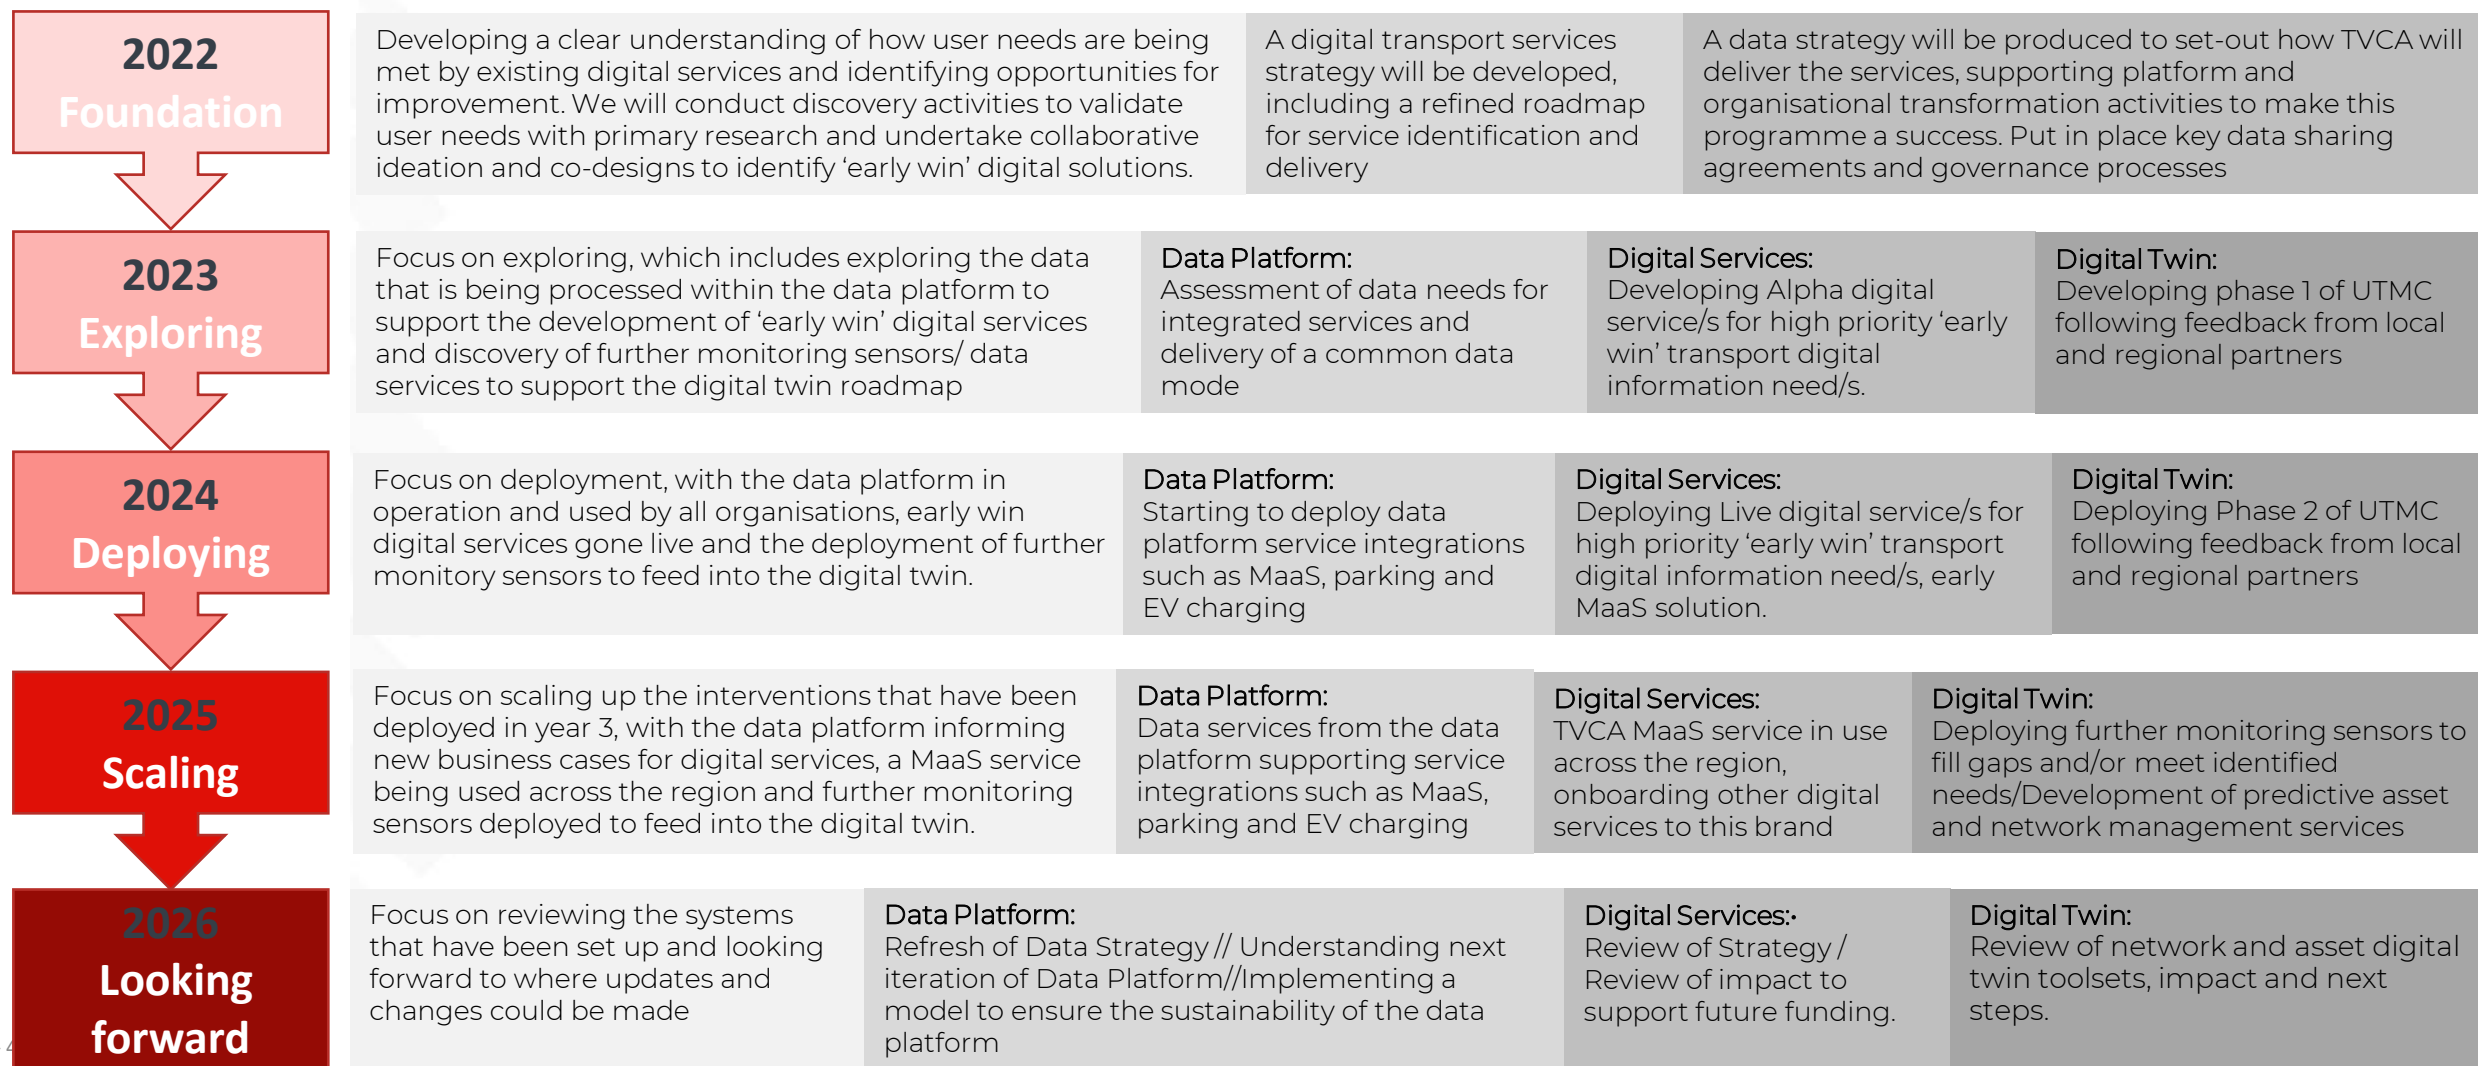 2022
Foundation
Developing a clear understanding of how user needs are being
met by existing digital services and identifying opportunities for
improvement. We will conduct discovery activities to validate
user needs with primary research and undertake collaborative
ideation and co-designs to identify ‘early win’ digital solutions.
A digital transport services
strategy will be developed,
including a refined roadmap
for service identification and
delivery
A data strategy will be produced to set-out how TVCA will
deliver the services, supporting platform and
organisational transformation activities to make this
programme a success. Put in place key data sharing
agreements and governance processes
2023
Exploring
Focus on exploring, which includes exploring the data
that is being processed within the data platform to
support the development of ‘early win’ digital services
and discovery of further monitoring sensors/ data
services to support the digital twin roadmap
Data Platform:
Assessment of data needs for
integrated services and
delivery of a common data
mode
Digital Services:
Developing Alpha digital
service/s for high priority ‘early
win’ transport digital
information need/s.
Digital Twin:
Developing phase 1 of UTMC
following feedback from local
and regional partners
2024
Deploying
Focus on deployment, with the data platform in
operation and used by all organisations, early win
digital services gone live and the deployment of further
monitory sensors to feed into the digital twin.
Data Platform:
Starting to deploy data
platform service integrations
such as MaaS, parking and
EV charging
Digital Services:
Deploying Live digital service/s for
high priority ‘early win’ transport
digital information need/s, early
MaaS solution.
Digital Twin:
Deploying Phase 2 of UTMC
following feedback from local
and regional partners
2025
Scaling
Focus on scaling up the interventions that have been
deployed in year 3, with the data platform informing
new business cases for digital services, a MaaS service
being used across the region and further monitoring
sensors deployed to feed into the digital twin.
Data Platform:
Data services from the data
platform supporting service
integrations such as MaaS,
parking and EV charging
Digital Services:
TVCA MaaS service in use
across the region,
onboarding other digital
services to this brand
Digital Twin:
Deploying further monitoring sensors to
fill gaps and/or meet identified
needs/Development of predictive asset
and network management services
2026
Looking
forward
Focus on reviewing the systems
that have been set up and looking
forward to where updates and
changes could be made
Data Platform:
Refresh of Data Strategy // Understanding next
iteration of Data Platform//Implementing a
model to ensure the sustainability of the data
platform
Digital Services:•
Review of Strategy /
Review of impact to
support future funding.
Digital Twin:
Review of network and asset digital
twin toolsets, impact and next
steps.